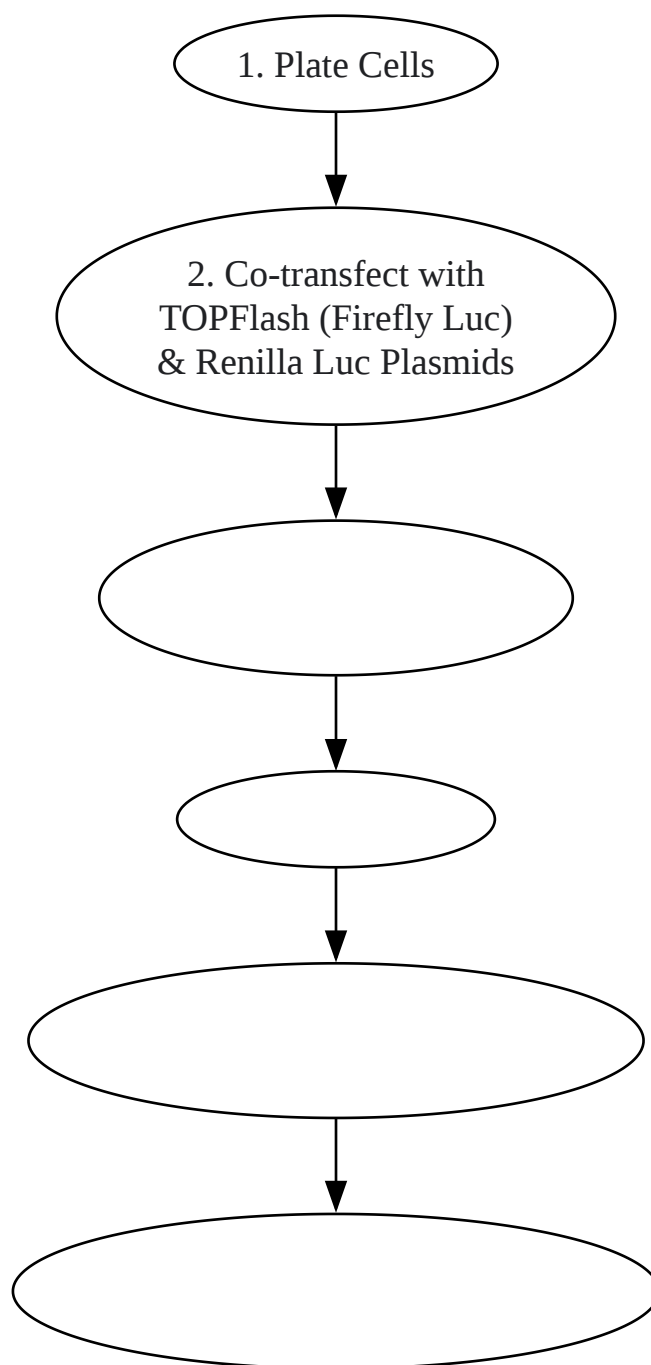 1. Plate Cells
2. Co-transfect with
TOPFlash (Firefly Luc)
& Renilla Luc Plasmids